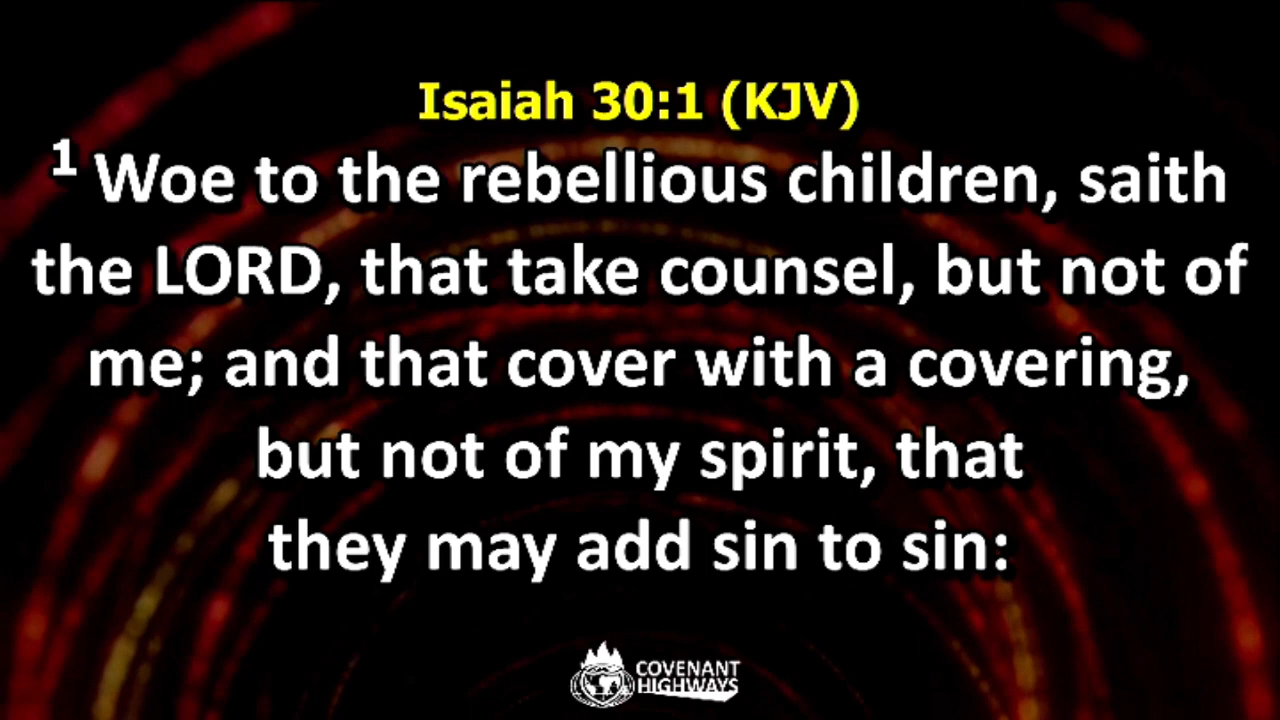 Isaiah 30:1 (KJV)
1 Woe to the rebellious children, saith
the LORD, that take counsel, but not of
me; and that cover with a covering,
but not of my spirit, that
they may add sin to sin:
COVENANT
HIGHWAYS